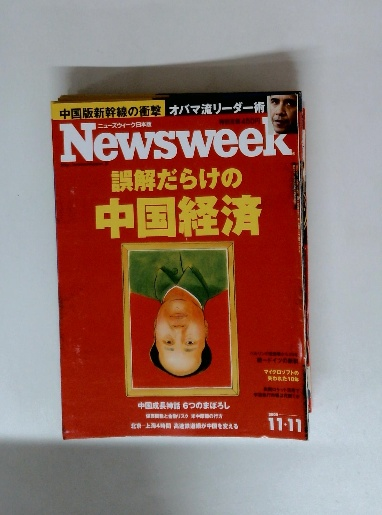 中国版新幹線の衝撃 オバマ流リーダー術
ニューズウィーク日本版
Newsweek
誤解だらけの
中国経済
マイクロソフトの
失われた10年
中国成長神話 6つのまぼろし
北京-上海4時間 高速鉄道網が中国を変える
2009
11・11